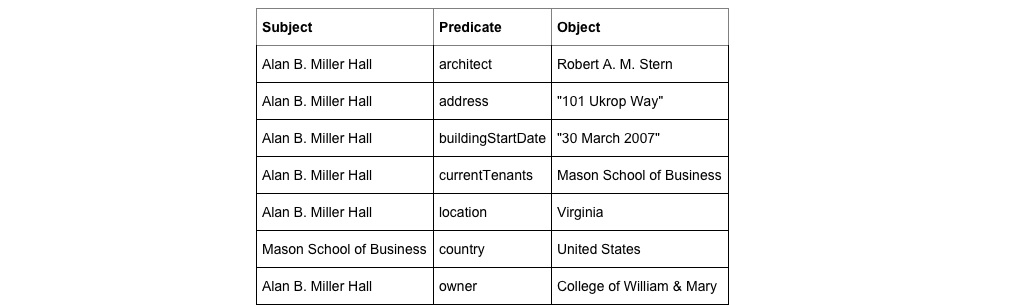 Subject Predicate Object
Alan B. Miller Hall architect Robert A. M. Stern
Alan B. Miller Hall address "101 Ukrop Way"
Alan B. Miller Hall buildingStartDate "30 March 2007"
Alan B. Miller Hall currentTenants Mason School of Business
Alan B. Miller Hall location Virginia
Mason School of Business country United States
Alan B. Miller Hall owner College of William & Mary